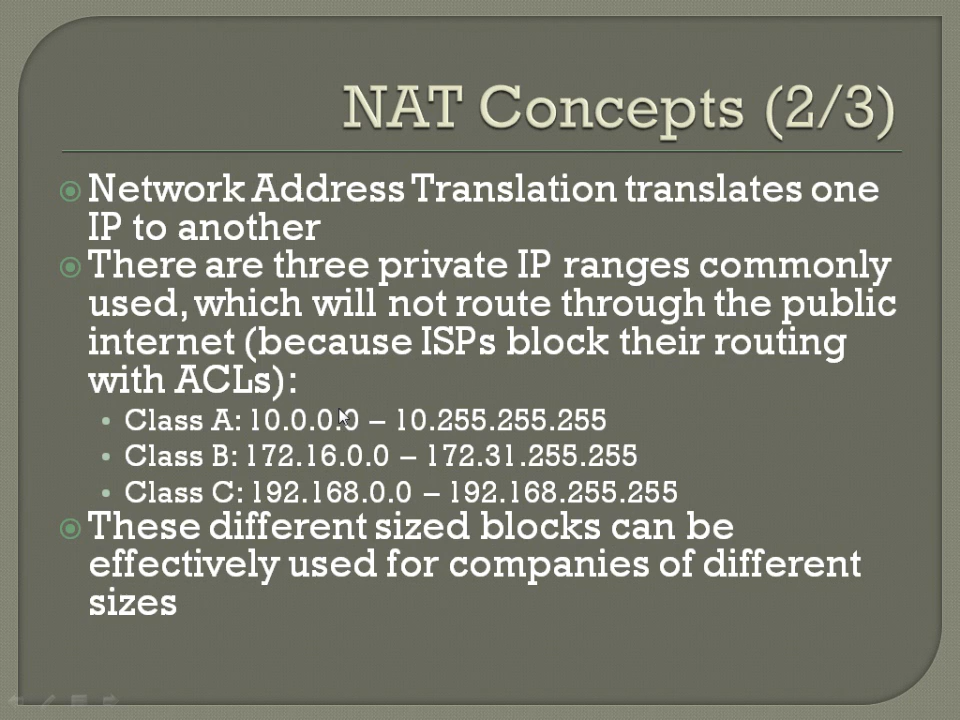 NAT Concepts (2/3)
Network Address Translation translates one
IP to another
There are three private IP ranges commonly
used, which will not route through the public
internet (because ISPs block their routing
with ACLs):
Class A: 10.0.0.0 – 10.255.255.255
Class B: 172.16.0.0 – 172.31.255.255
Class C: 192.168.0.0 – 192.168.255.255
These different sized blocks can be
effectively used for companies of different
sizes